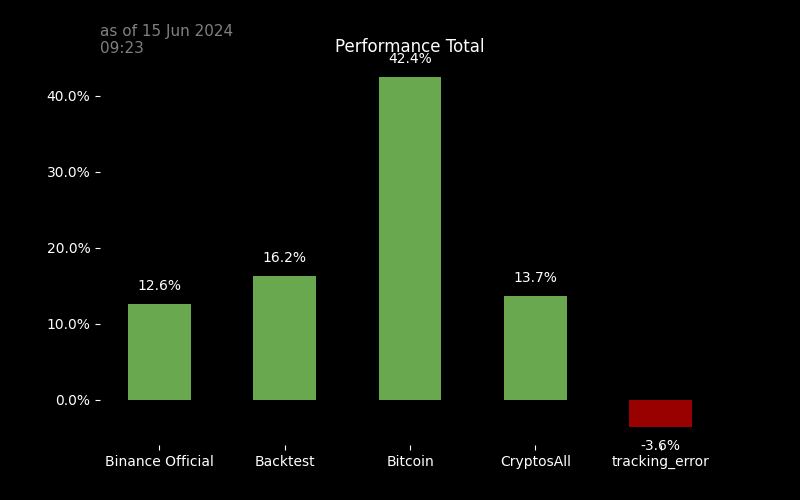 as of 15 Jun 2024
09:23
Performance Total
42.4%
40.0%
30.0%
20.0%
10.0%
0.0%
12.6%
16.2%
13.7%
-3.6%
Binance Official
Backtest
Bitcoin
CryptosAll
tracking_error